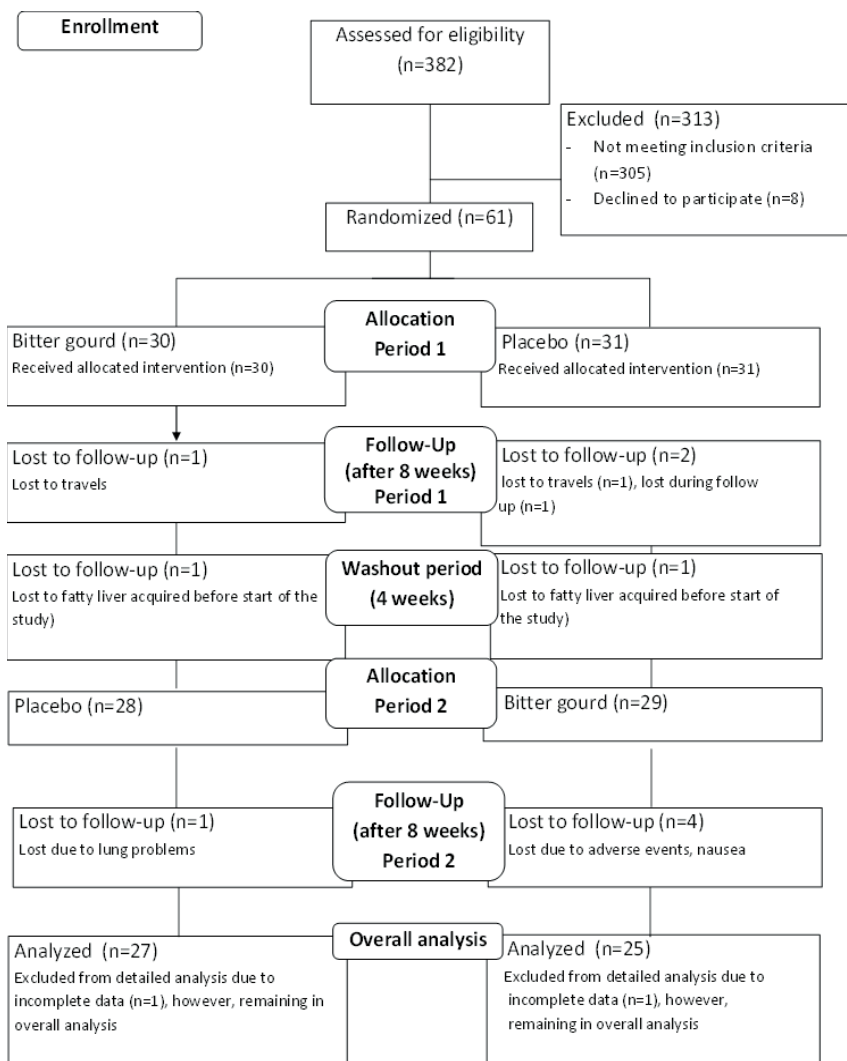 Enrollment
Assessed for eligibility
(n=382)
Excluded (n=313)
- Not meeting inclusion criteria
(n=305)
- Declined to participate (n=8)
Randomized (n=61)
Allocation
Period 1
Bitter gourd (n=30)
Received allocated intervention (n=30)
Placebo (n=31)
Received allocated intervention (n=31)
Follow-Up
(after 8 weeks)
Period 1
Lost to follow-up (n=1)
Lost to travels
Lost to follow-up (n=2)
lost to travels (n=1), lost during follow
up (n=1)
Washout period
(4 weeks)
Lost to follow-up (n=1)
Lost to fatty liver acquired before start of the
study)
Lost to follow-up (n=1)
Lost to fatty liver acquired before start of
the study)
Allocation
Period 2
Placebo (n=28)
Bitter gourd (n=29)
Follow-Up
(after 8 weeks)
Period 2
Lost to follow-up (n=1)
Lost due to lung problems
Lost to follow-up (n=4)
Lost due to adverse events, nausea
Overall analysis
Analyzed (n=27)
Excluded from detailed analysis due to
incomplete data (n=1), however, remaining in
overall analysis
Analyzed (n=25)
Excluded from detailed analysis due to
incomplete data (n=1), however,
remaining in overall analysis